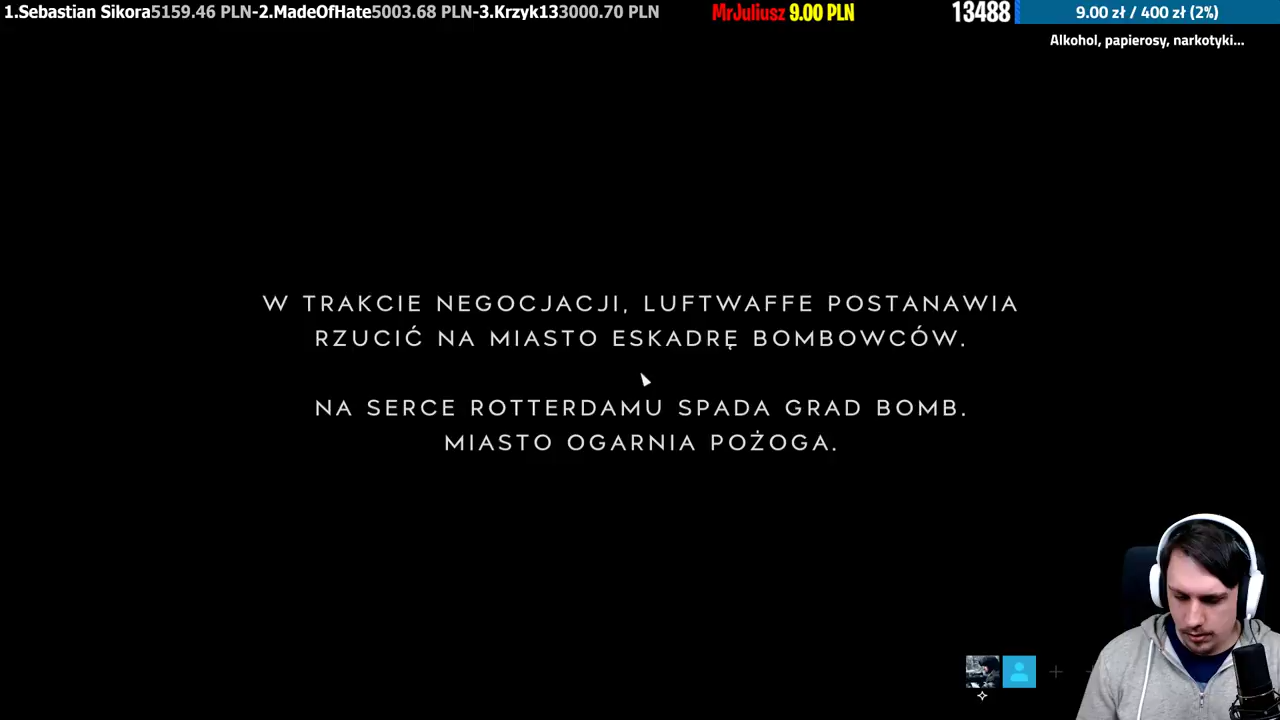 1.Sebastian Sikora5159.46 PLN-2.MadeOfHate5003.68 PLN-3.Krzyk133000.70 PLN
MrJuliusz 9.00 PLN
13488
9.00 zł / 400 zł (2%)
Alkohol, papierosy, narkotyki...
W TRAKCIE NEGOCJACJI, LUFTWAFFE POSTANAWIA
RZUCIĆ NA MIASTO ESKADRĘ BOMBOWCÓW.
NA SERCE ROTTERDAMU SPADA GRAD BOMB.
MIASTO OGARNIA POŻOGA.